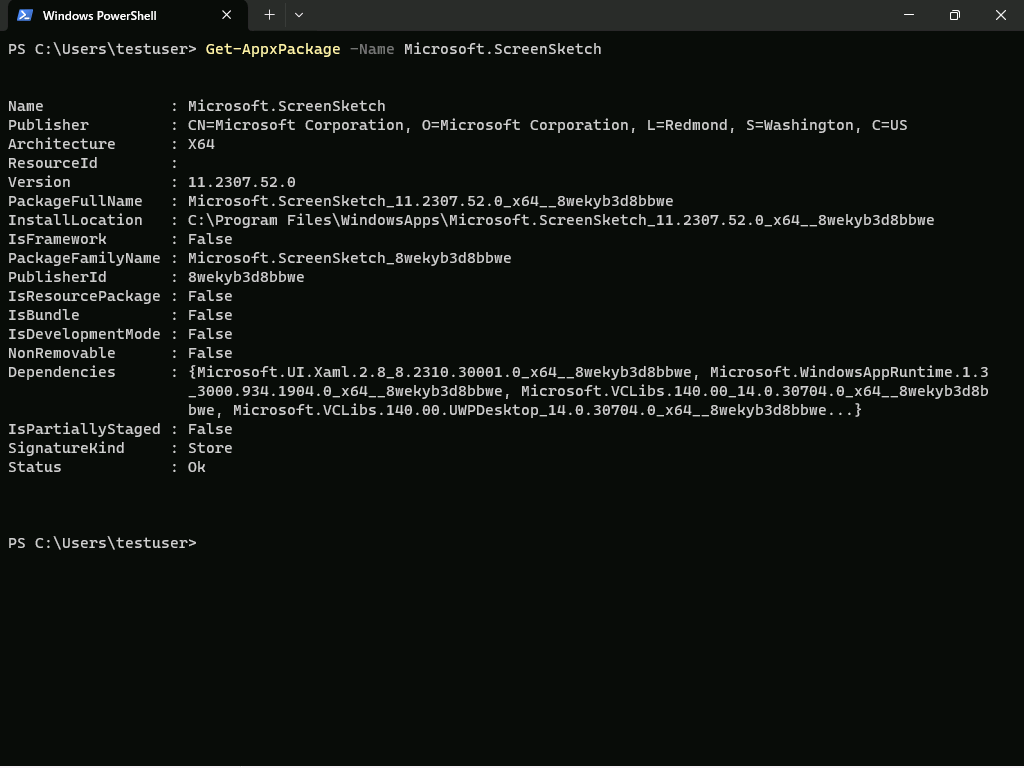 Windows PowerShell
PS C:\Users\testuser> Get-AppxPackage -Name Microsoft.ScreenSketch
Name              : Microsoft.ScreenSketch
Publisher         : CN=Microsoft Corporation, O=Microsoft Corporation, L=Redmond, S=Washington, C=US
Architecture      : X64
ResourceId        :
Version           : 11.2307.52.0
PackageFullName   : Microsoft.ScreenSketch_11.2307.52.0_x64__8wekyb3d8bbwe
InstallLocation   : C:\Program Files\WindowsApps\Microsoft.ScreenSketch_11.2307.52.0_x64__8wekyb3d8bbwe
IsFramework       : False
PackageFamilyName : Microsoft.ScreenSketch_8wekyb3d8bbwe
PublisherId       : 8wekyb3d8bbwe
IsResourcePackage : False
IsBundle          : False
IsDevelopmentMode : False
NonRemovable      : False
Dependencies      : {Microsoft.UI.Xaml.2.8_8.2310.30001.0_x64__8wekyb3d8bbwe, Microsoft.WindowsAppRuntime.1.3
                    _3000.934.1904.0_x64__8wekyb3d8bbwe, Microsoft.VCLibs.140.00_14.0.30704.0_x64__8wekyb3d8b
                    bwe, Microsoft.VCLibs.140.00.UWPDesktop_14.0.30704.0_x64__8wekyb3d8bbwe...}
IsPartiallyStaged : False
SignatureKind     : Store
Status            : Ok
PS C:\Users\testuser>